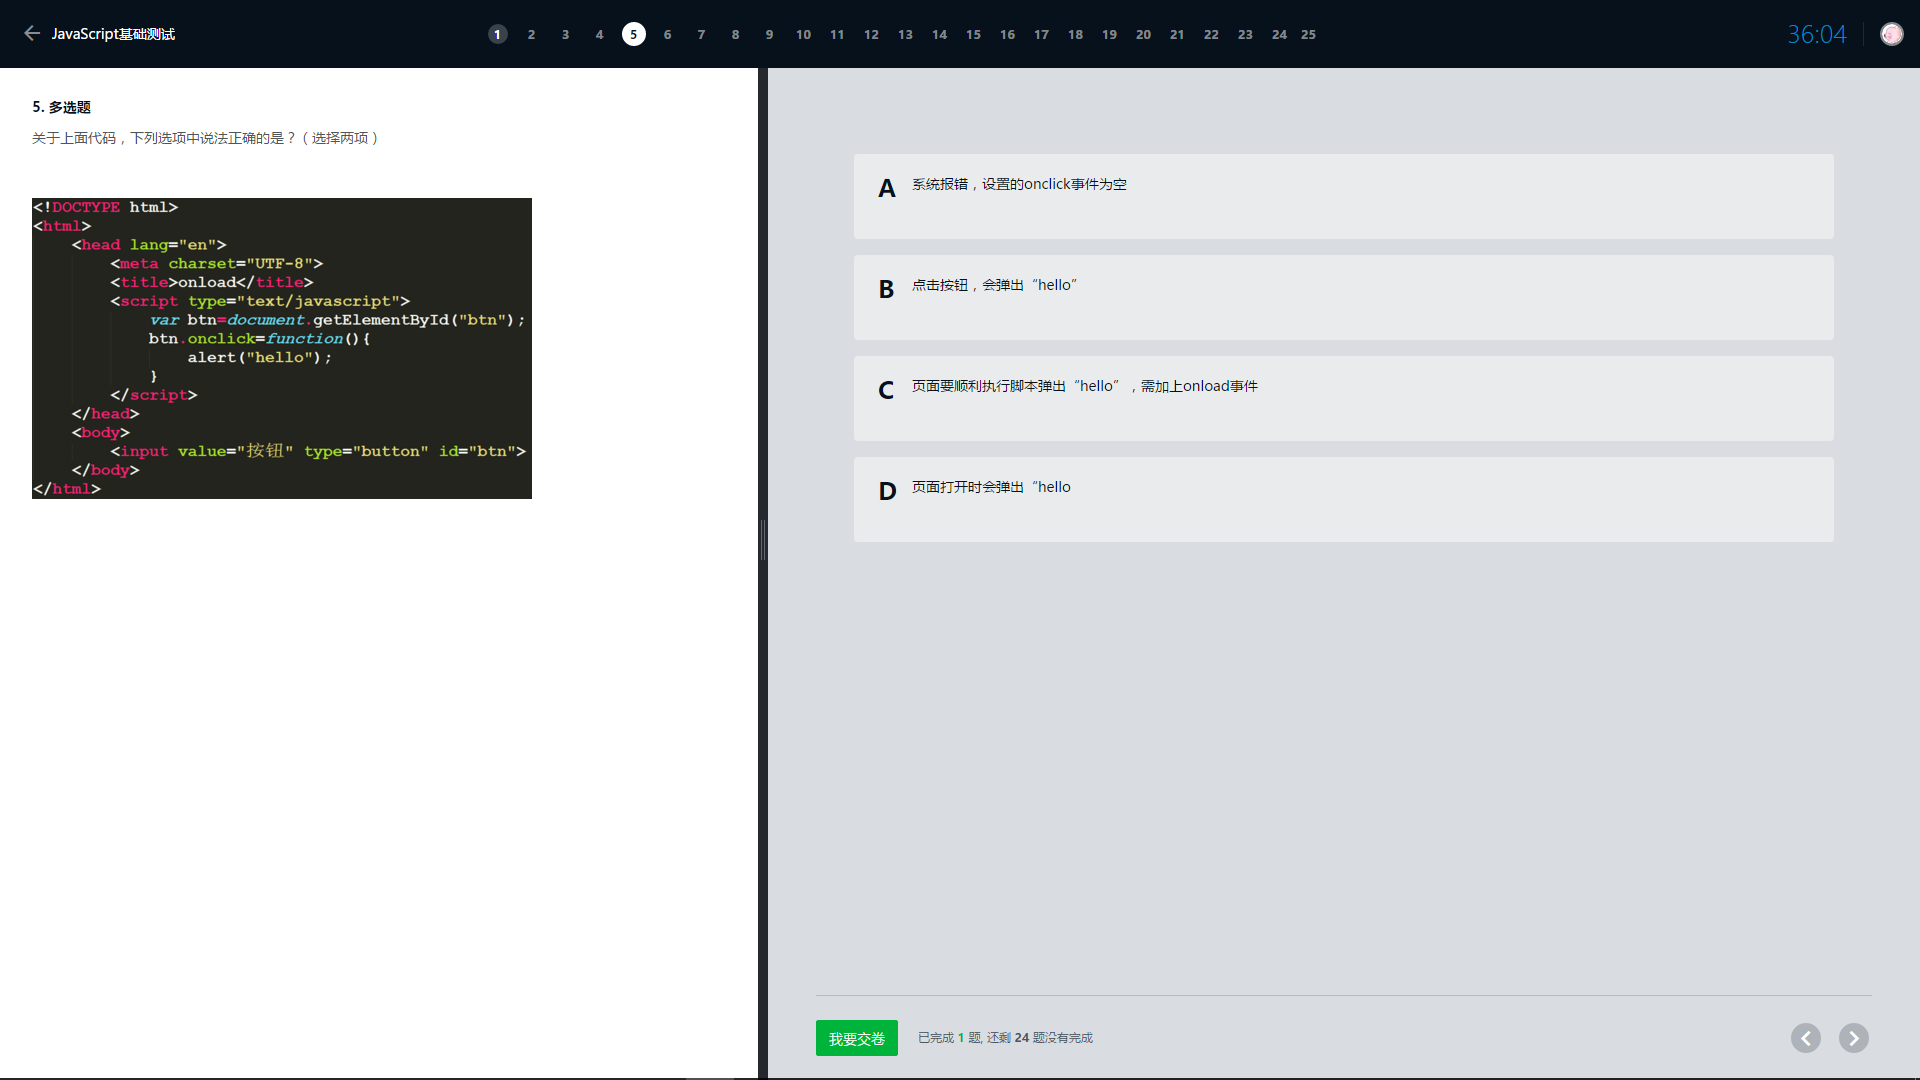 JavaScript基础测试
1 2 3 4 5 6 7 8 9 10 11 12 13 14 15 16 17 18 19 20 21 22 23 24 25
36:04
5. 多选题
关于上面代码，下列选项中说法正确的是？（选择两项）
<!DOCTYPE html>
<html>
    <head lang="en">
        <meta charset="UTF-8">
        <title>onload</title>
        <script type="text/javascript">
            var btn=document.getElementById("btn");
            btn.onclick=function(){
                alert("hello");
            }
        </script>
    </head>
    <body>
        <input value="按钮" type="button" id="btn">
    </body>
</html>
A 系统报错，设置的onclick事件为空
B 点击按钮，会弹出“hello”
C 页面要顺利执行脚本弹出“hello”，需加上onload事件
D 页面打开时会弹出“hello
我要交卷
已完成 1 题, 还剩 24 题没有完成